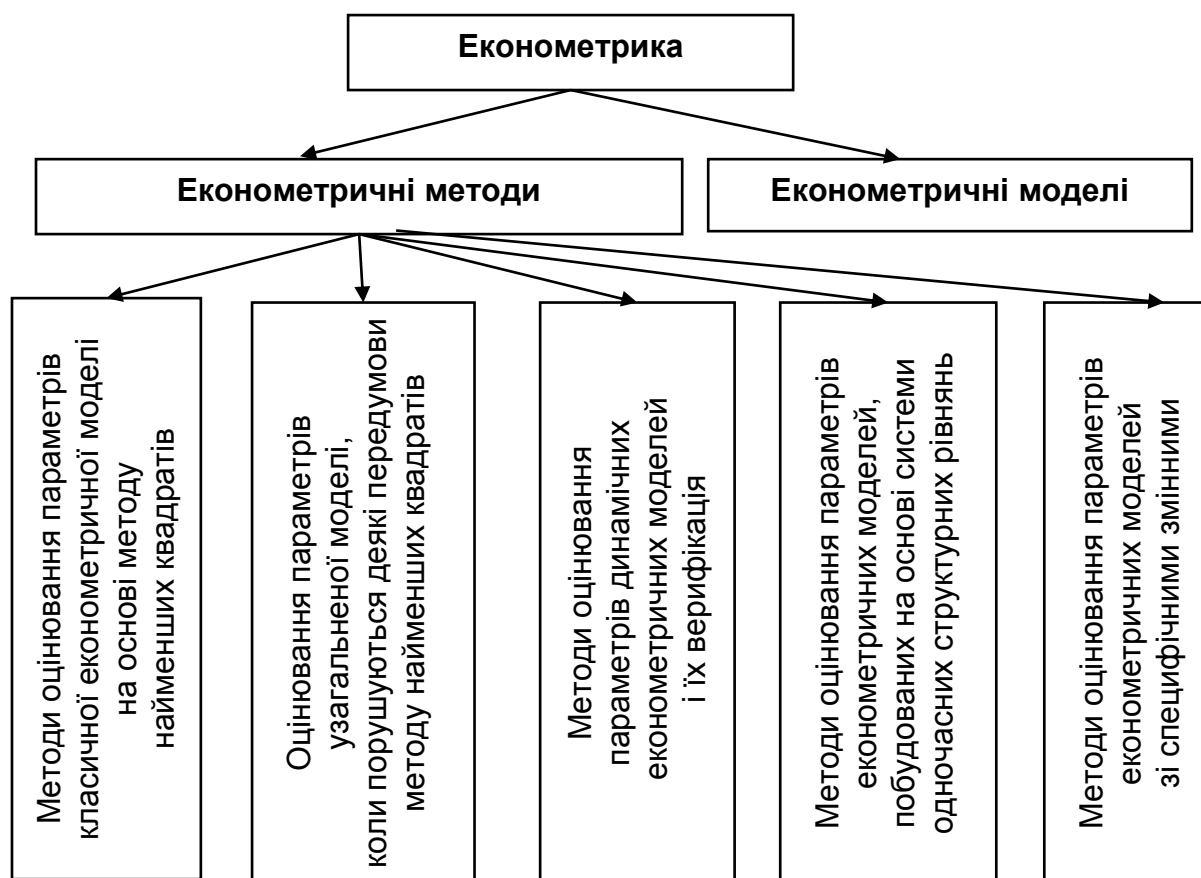 Економетрика
Економетричні методи
Економетричні моделі
Методи оцінювання параметрів
класичної економетричної моделі
на основі методу
найменших квадратів
Оцінювання параметрів
узагальненої моделі,
коли порушуються деякі передумови
методу найменших квадратів
Методи оцінювання
параметрів динамічних
економетричних моделей
і їх верифікація
Методи оцінювання параметрів
економетричних моделей,
побудованих на основі системи
одночасних структурних рівнянь
Методи оцінювання параметрів
економетричних моделей
зі специфічними змінними